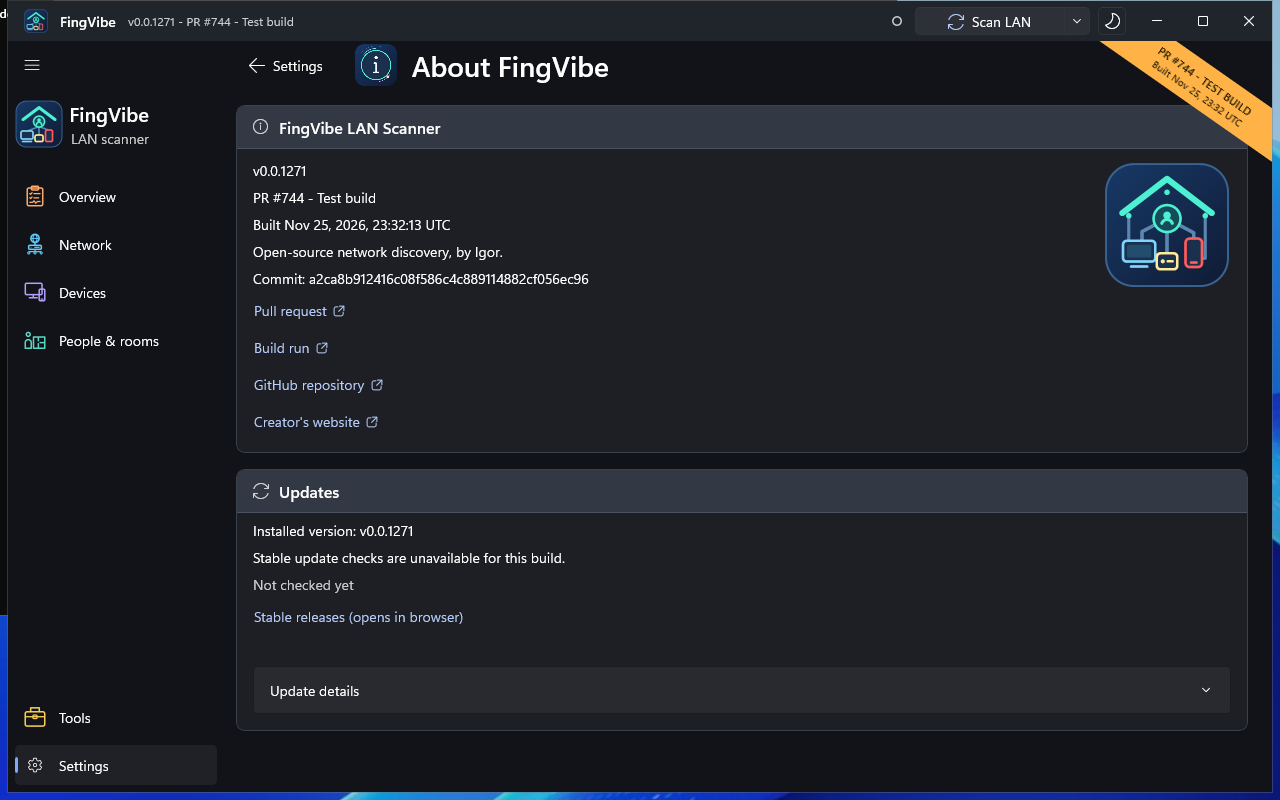 FingVibe v0.0.1271 - PR #744 - Test build
Scan LAN
Settings
About FingVibe
PR #744 - TEST BUILD
Built Nov 25, 23:32 UTC
FingVibe
LAN scanner
Overview
Network
Devices
People & rooms
Tools
Settings
FingVibe LAN Scanner
v0.0.1271
PR #744 - Test build
Built Nov 25, 2026, 23:32:13 UTC
Open-source network discovery, by Igor.
Commit: a2ca8b912416c08f586c4c889114882cf056ec96
Pull request
Build run
GitHub repository
Creator's website
Updates
Installed version: v0.0.1271
Stable update checks are unavailable for this build.
Not checked yet
Stable releases (opens in browser)
Update details